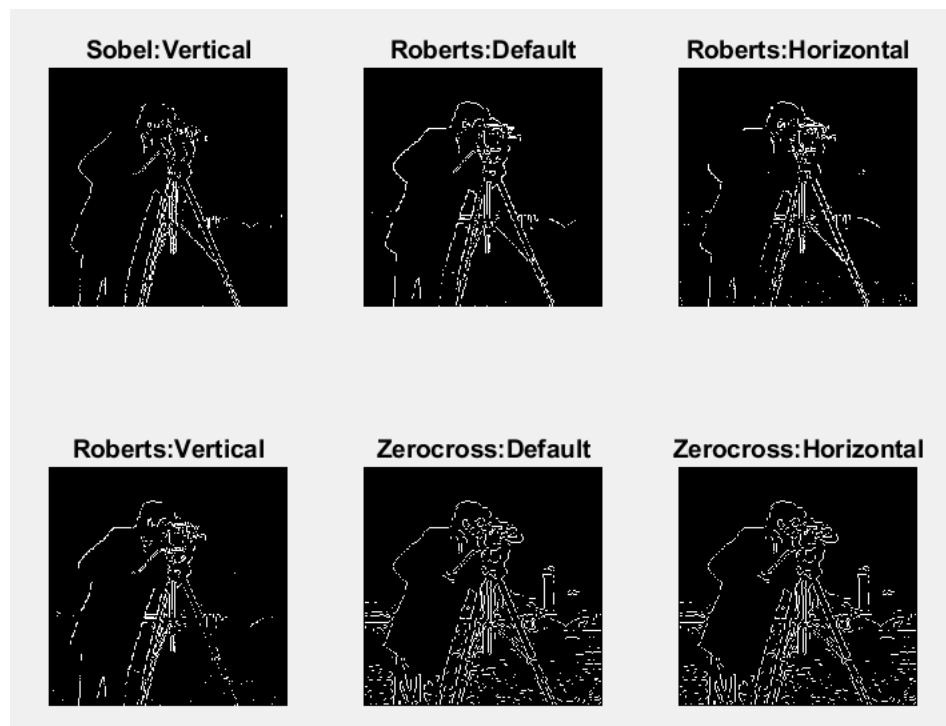 Sobel:Vertical
Roberts:Default
Roberts:Horizontal
Roberts:Vertical
Zerocross:Default
Zerocross:Horizontal